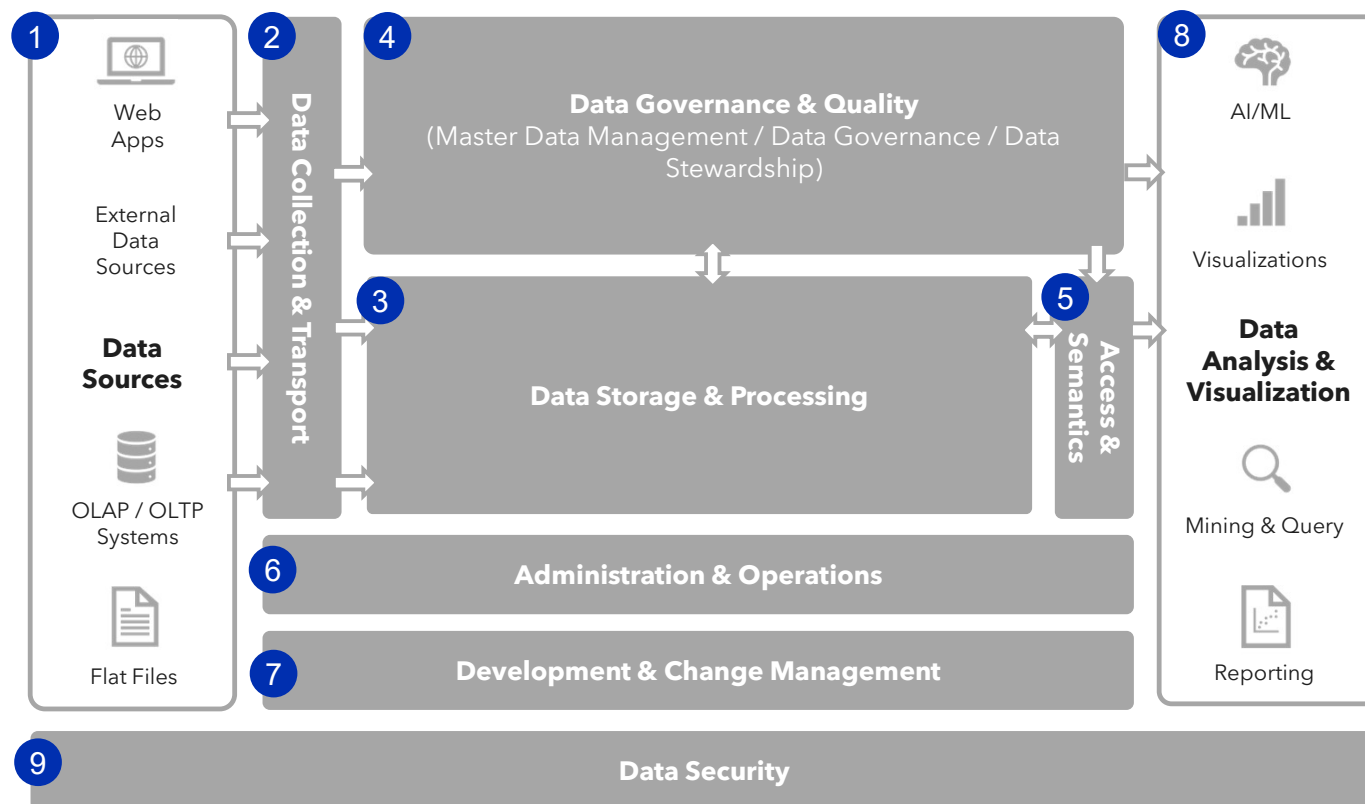 1
Web
Apps
External
Data
Sources
Data
Sources
OLAP / OLTP
Systems
Flat Files
2
Data Collection & Transport
4
Data Governance & Quality
(Master Data Management / Data Governance / Data
Stewardship)
3
Data Storage & Processing
5
Access &
Semantics
6
Administration & Operations
7
Development & Change Management
8
AI/ML
Visualizations
Data
Analysis &
Visualization
Mining & Query
Reporting
9
Data Security